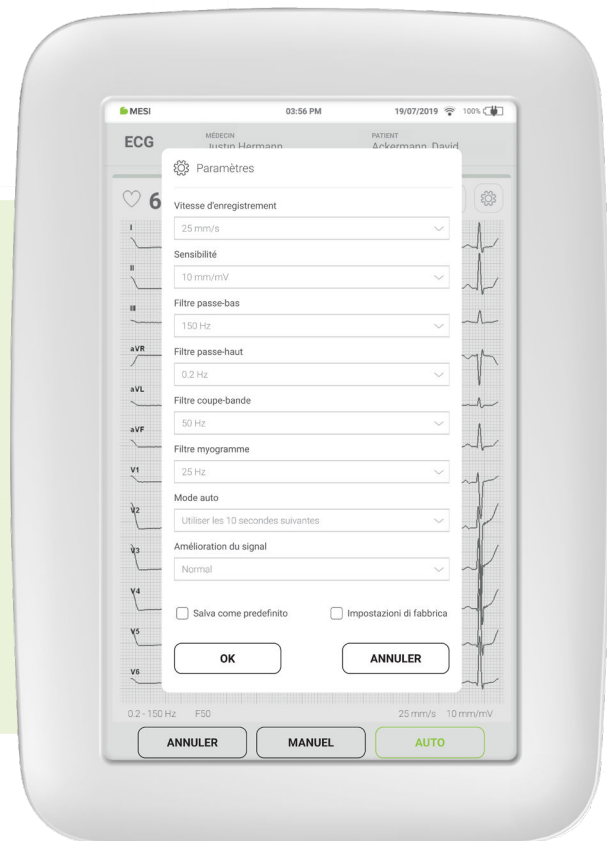 MESI 03:56 PM 19/07/2019 100%
ECG MÉDECIN PATIENT
Justin Hermann Ackermann, David
Paramètres
6
Vitesse d'enregistrement
25 mm/s
Sensibilité
10 mm/mV
Filtre passe-bas
150 Hz
Filtre passe-haut
0.2 Hz
Filtre coupe-bande
50 Hz
Filtre myogramme
25 Hz
Mode auto
Utiliser les 10 secondes suivantes
Amélioration du signal
Normal
Salva come predefinito Impostazioni di fabbrica
OK ANNULER
I
II
III
aVR
aVL
aVF
V1
V2
V3
V4
V5
V6
0.2 - 150 Hz F50 25 mm/s 10 mm/mV
ANNULER MANUEL AUTO